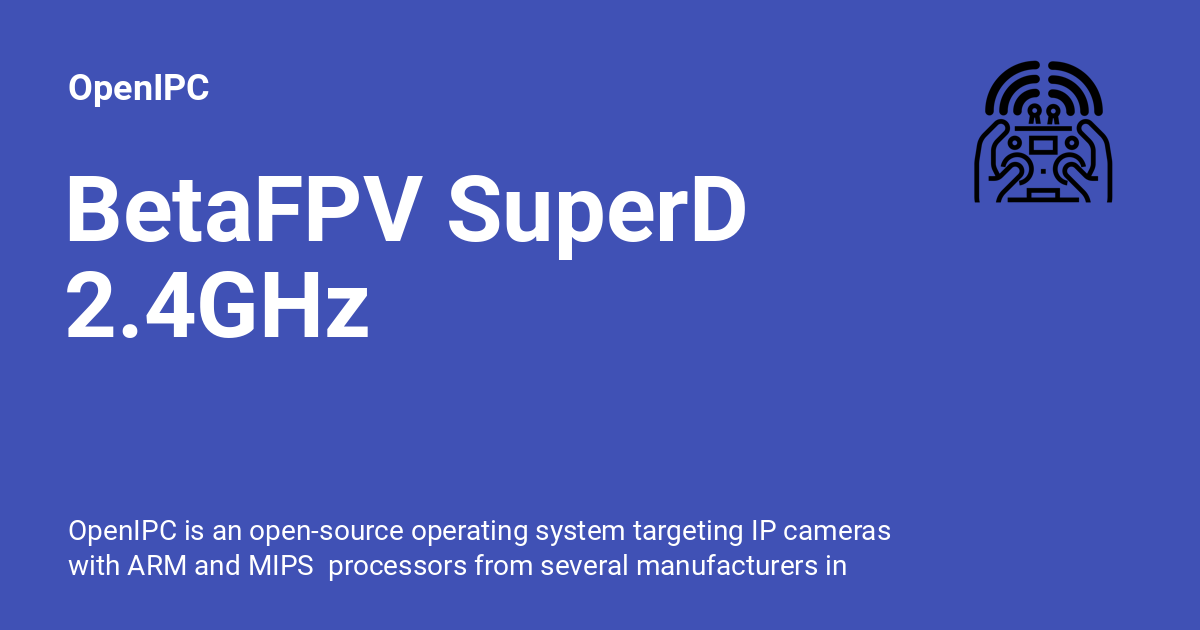 OpenIPC
BetaFPV SuperD
2.4GHz
OpenIPC is an open-source operating system targeting IP cameras
with ARM and MIPS  processors from several manufacturers in